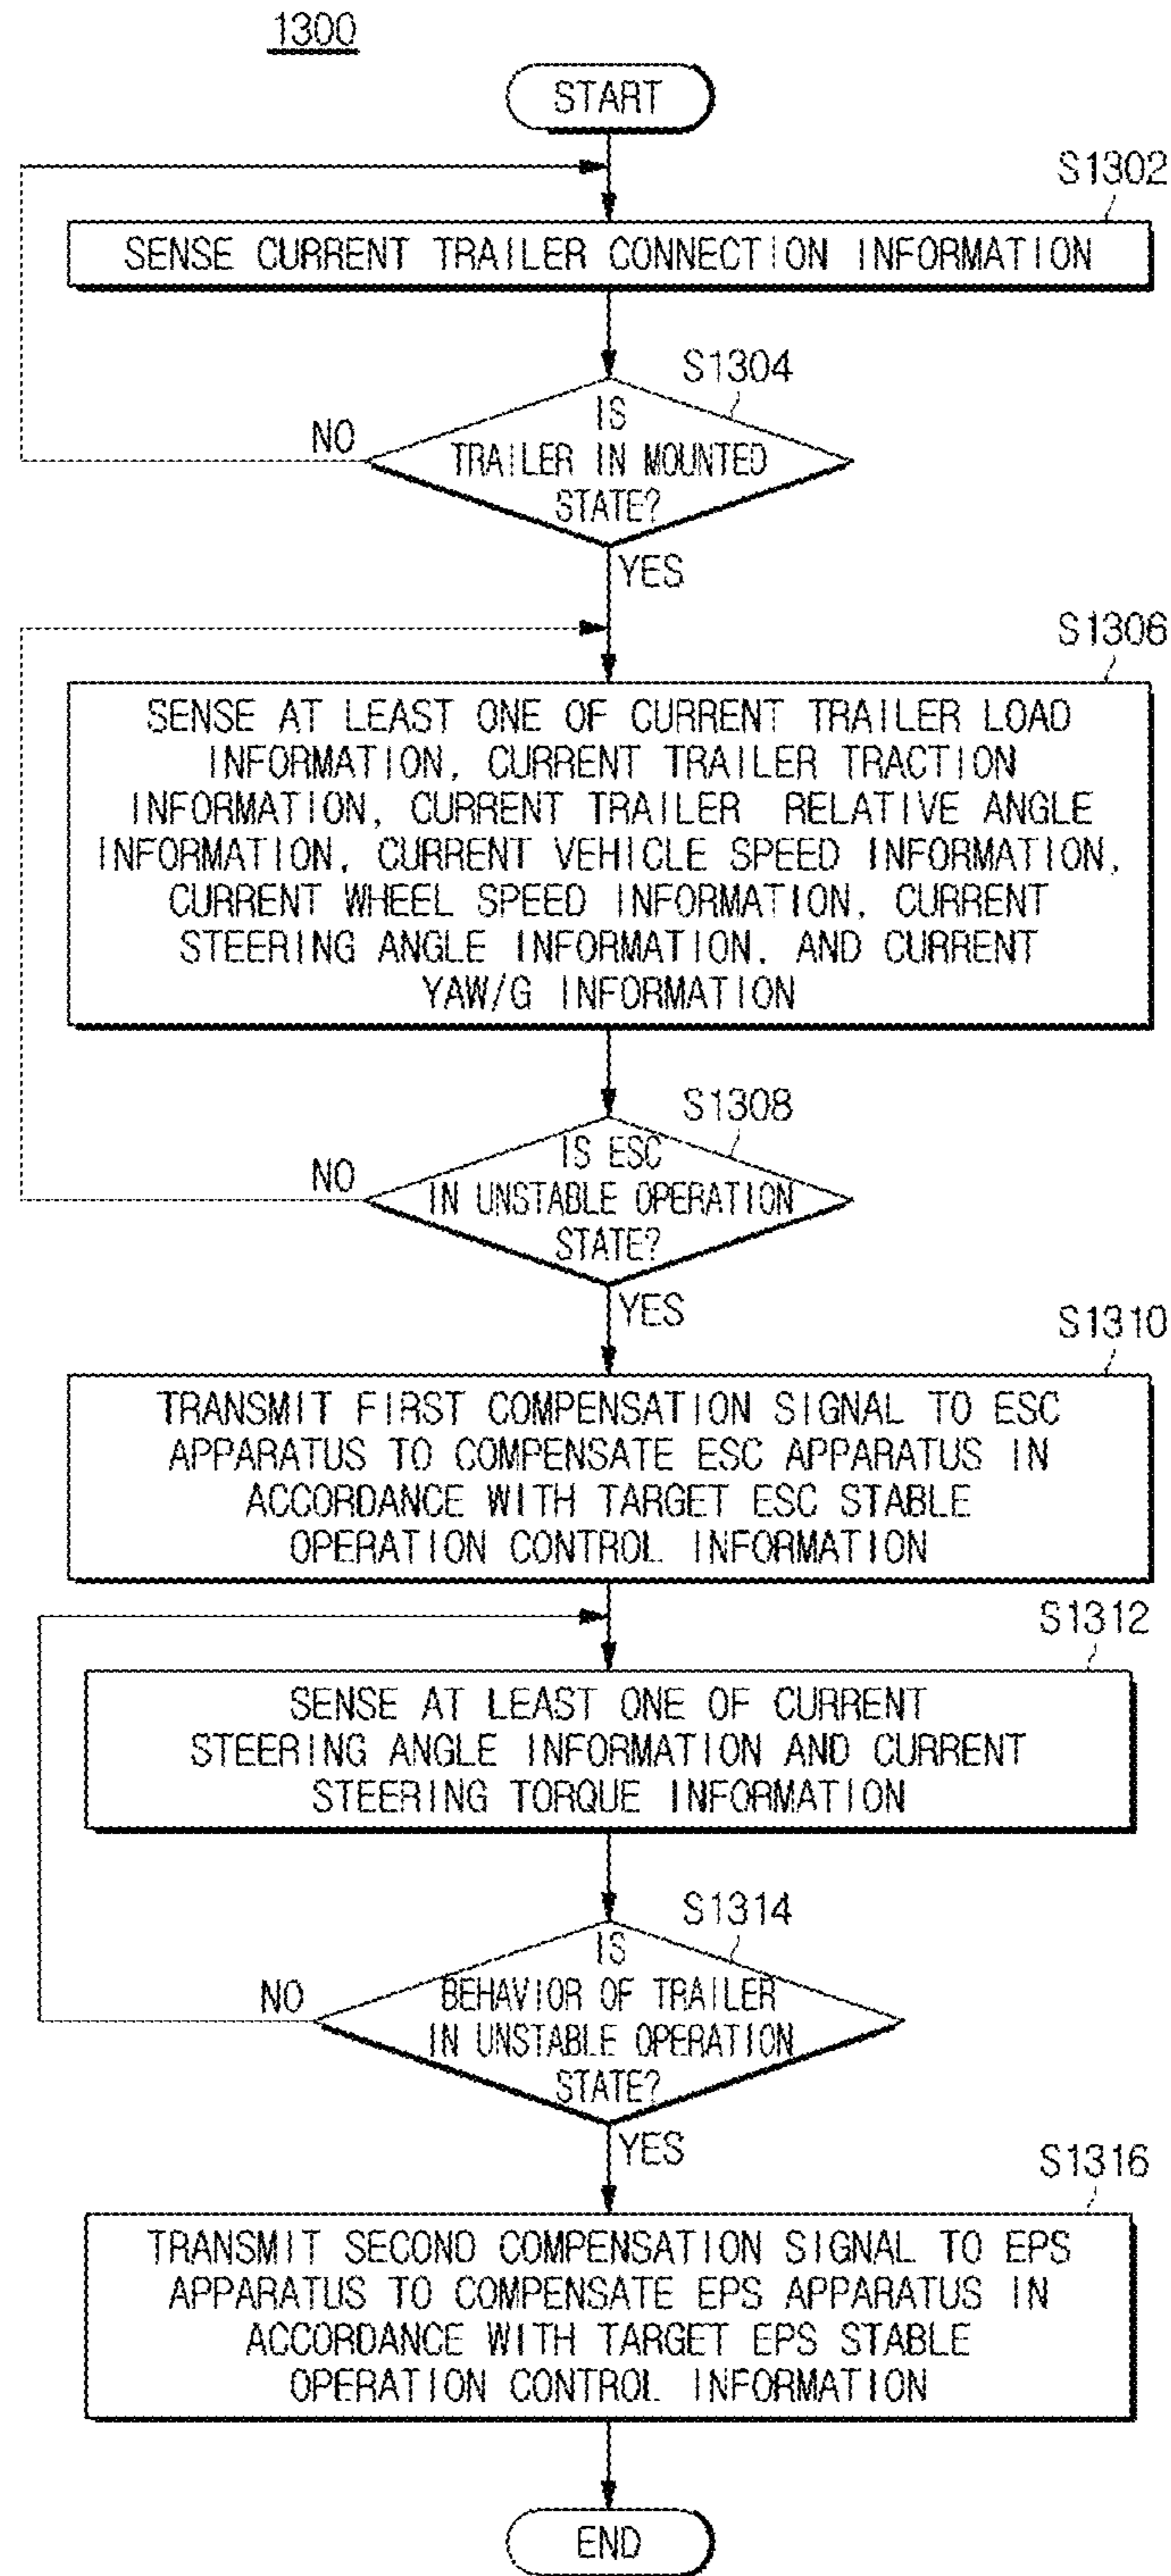 1300
START
S1302
SENSE CURRENT TRAILER CONNECTION INFORMATION
S1304
IS
TRAILER IN MOUNTED
STATE?
NO
YES
S1306
SENSE AT LEAST ONE OF CURRENT TRAILER LOAD
INFORMATION, CURRENT TRAILER TRACTION
INFORMATION, CURRENT TRAILER RELATIVE ANGLE
INFORMATION, CURRENT VEHICLE SPEED INFORMATION,
CURRENT WHEEL SPEED INFORMATION, CURRENT
STEERING ANGLE INFORMATION, AND CURRENT
YAW/G INFORMATION
S1308
IS ESC
IN UNSTABLE OPERATION
STATE?
NO
YES
S1310
TRANSMIT FIRST COMPENSATION SIGNAL TO ESC
APPARATUS TO COMPENSATE ESC APPARATUS IN
ACCORDANCE WITH TARGET ESC STABLE
OPERATION CONTROL INFORMATION
S1312
SENSE AT LEAST ONE OF CURRENT
STEERING ANGLE INFORMATION AND CURRENT
STEERING TORQUE INFORMATION
S1314
IS
BEHAVIOR OF TRAILER
IN UNSTABLE OPERATION
STATE?
NO
YES
S1316
TRANSMIT SECOND COMPENSATION SIGNAL TO EPS
APPARATUS TO COMPENSATE EPS APPARATUS IN
ACCORDANCE WITH TARGET EPS STABLE
OPERATION CONTROL INFORMATION
END